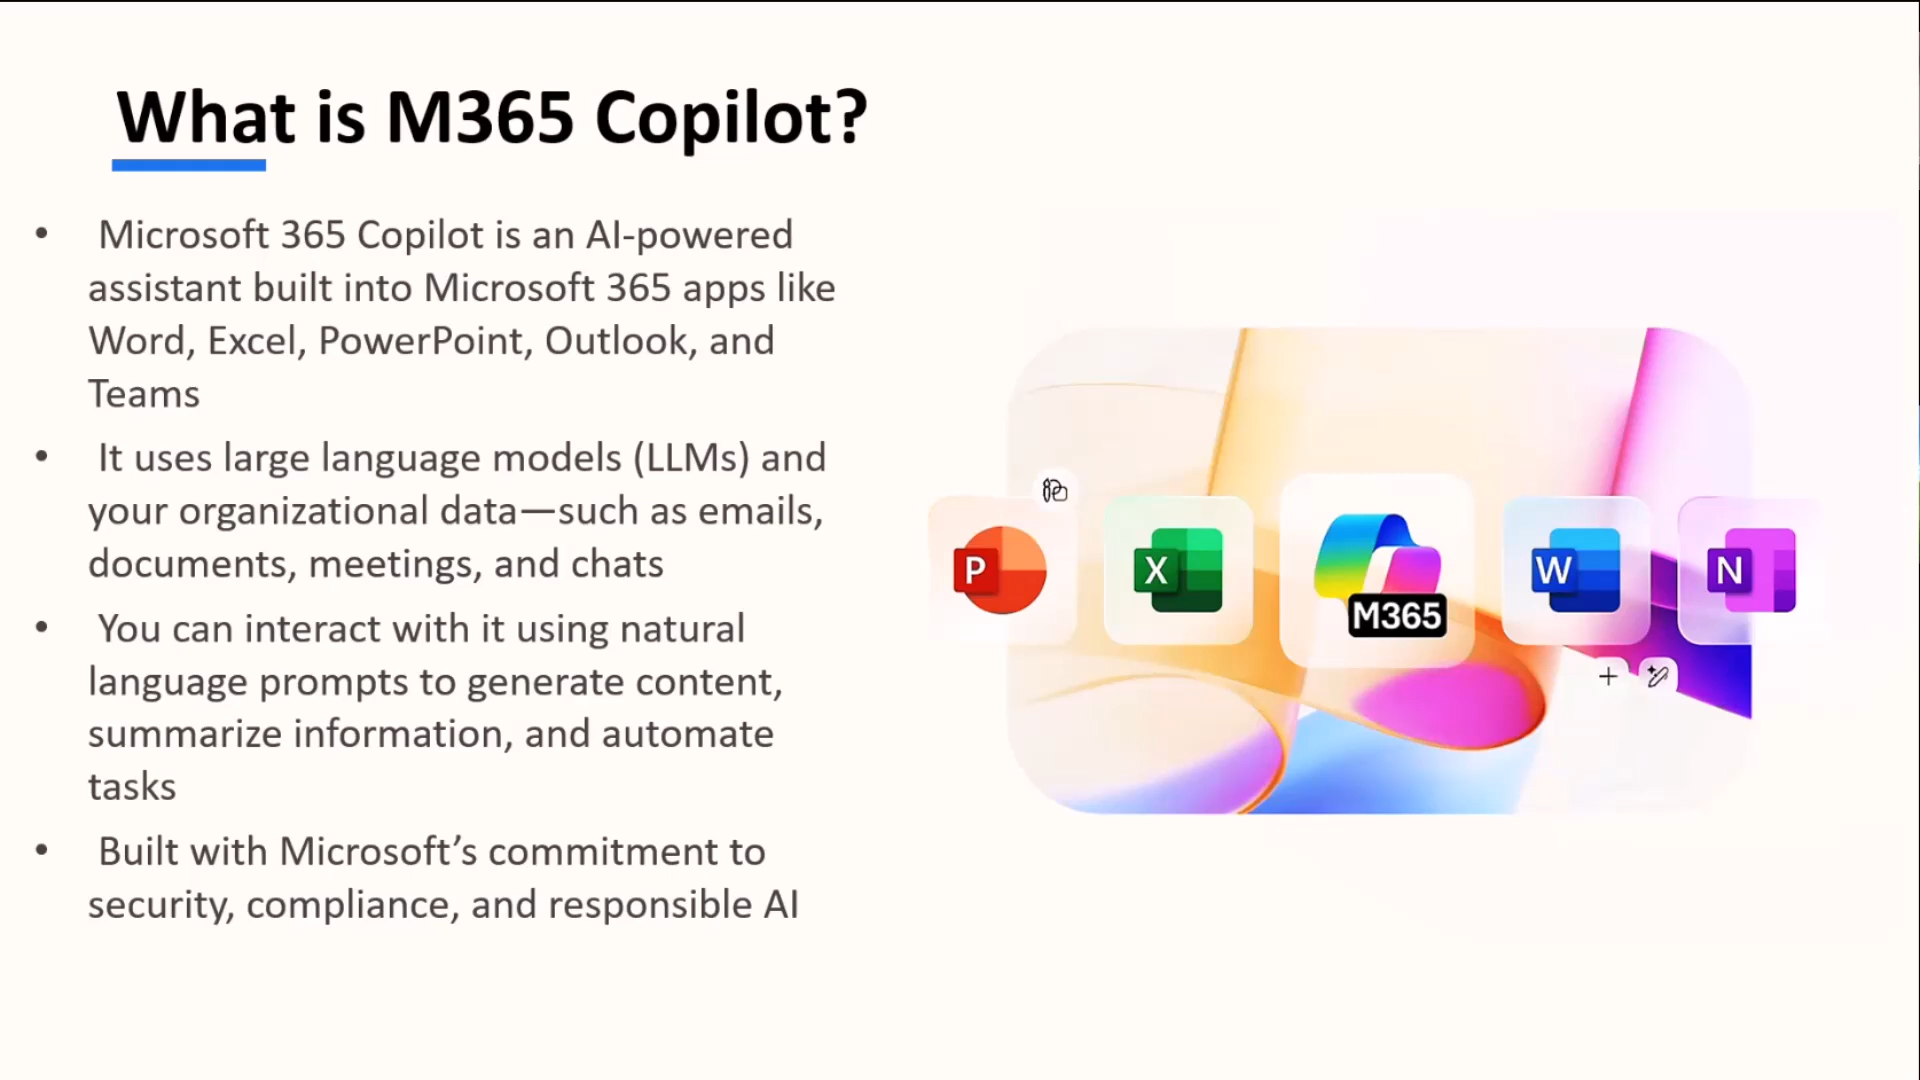 What is M365 Copilot?
• Microsoft 365 Copilot is an AI-powered
assistant built into Microsoft 365 apps like
Word, Excel, PowerPoint, Outlook, and
Teams
• It uses large language models (LLMs) and
your organizational data—such as emails,
documents, meetings, and chats
• You can interact with it using natural
language prompts to generate content,
summarize information, and automate
tasks
• Built with Microsoft’s commitment to
security, compliance, and responsible AI
P
X
M365
W
N